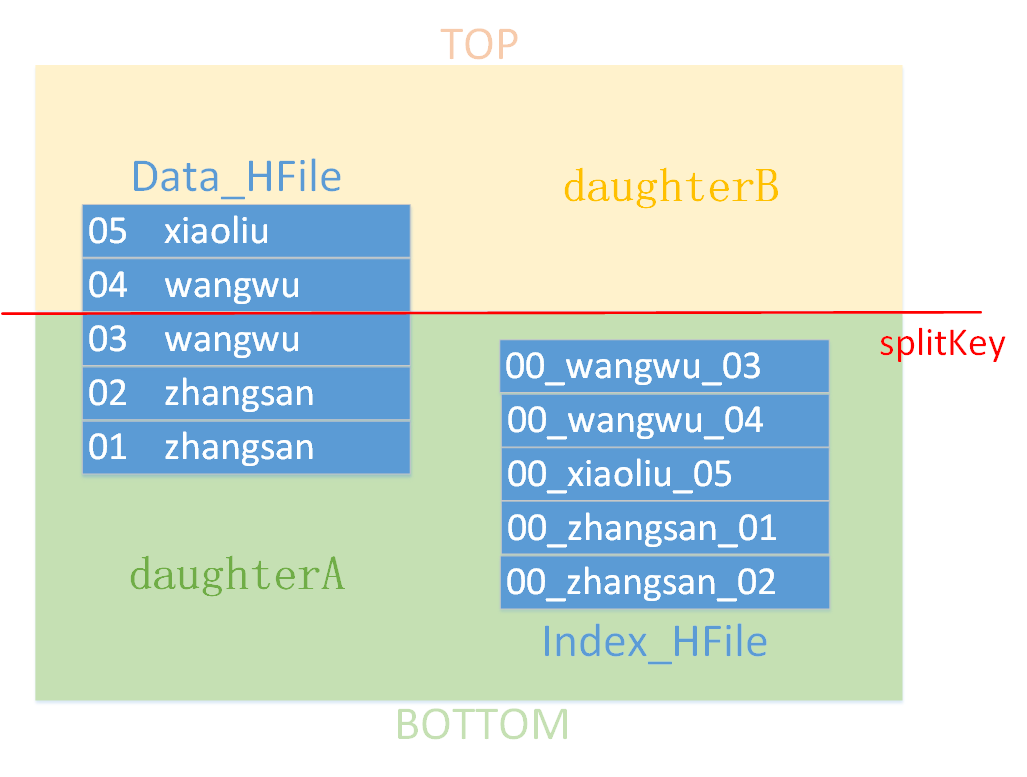 TOP
Data_HFile
daughterB
05 xiaoliu
04 wangwu
03 wangwu
02 zhangsan
01 zhangsan
splitKey
00_wangwu_03
00_wangwu_04
00_xiaoliu_05
00_zhangsan_01
00_zhangsan_02
daughterA
Index_HFile
BOTTOM